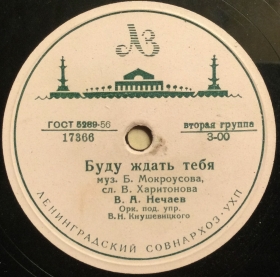 ЛЗ
ГОСТ 5289-56
вторая группа
17366
3-00
Буду ждать тебя
муз. Б. Мокроусова,
сл. В. Харитонова
В. А. Нечаев
Орк. под. упр.
В. Н. Кнушевицкого
ЛЕНИНГРАДСКИЙ СОВНАРХОЗ-УХП